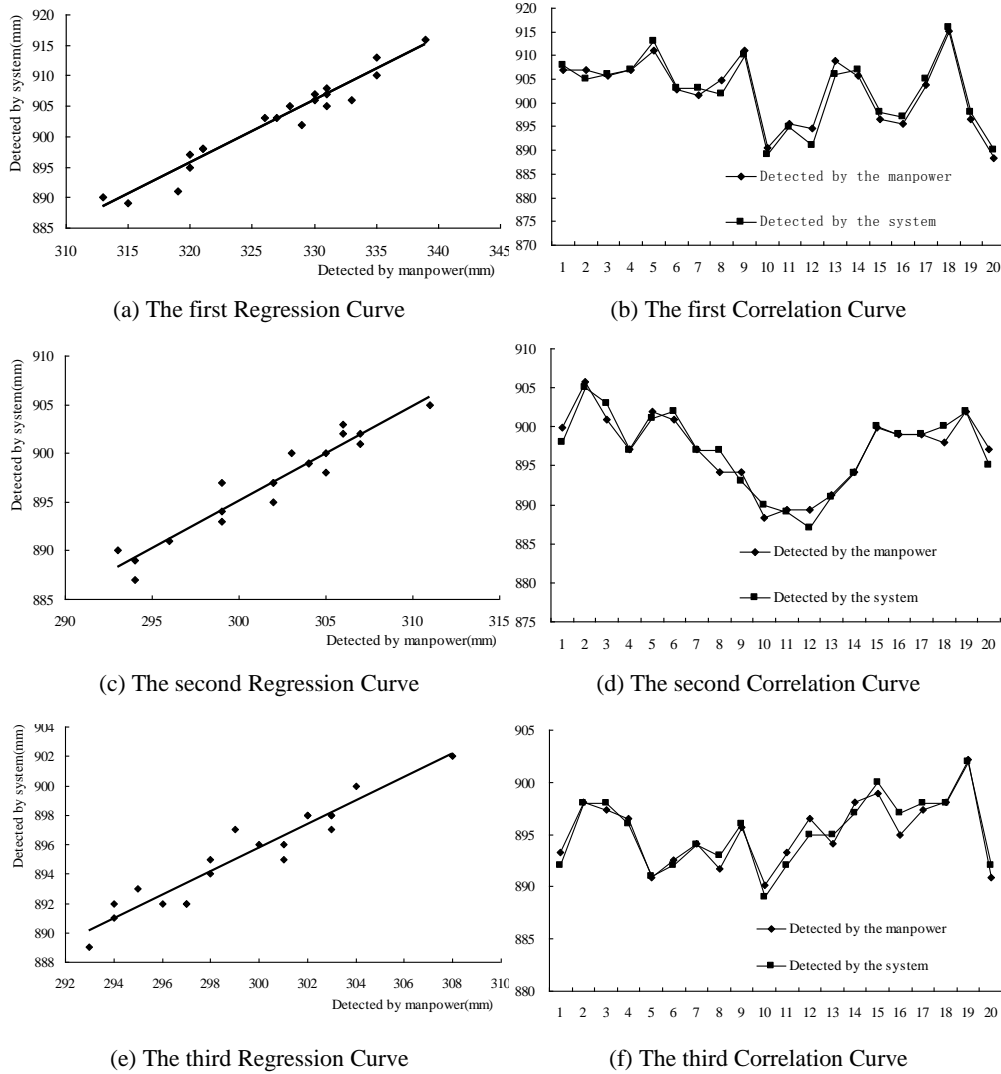 Detected by system(mm)
920
915
910
905
900
895
890
885
310 315 320 325 330 335 340 345
Detected by manpower(mm)
(a) The first Regression Curve
920
915
910
905
900
895
890
885
880
875
870
Detected by the manpower
Detected by the system
1 2 3 4 5 6 7 8 9 10 11 12 13 14 15 16 17 18 19 20
(b) The first Correlation Curve
Detected by system(mm)
910
905
900
895
890
885
290 295 300 305 310 315
Detected by manpower(mm)
(c) The second Regression Curve
910
905
900
895
890
885
880
875
Detected by the manpower
Detected by the system
1 2 3 4 5 6 7 8 9 10 11 12 13 14 15 16 17 18 19 20
(d) The second Correlation Curve
Detected by system(mm)
904
902
900
898
896
894
892
890
888
292 294 296 298 300 302 304 306 308 310
Detected by manpower(mm)
(e) The third Regression Curve
905
900
895
890
885
880
Detected by the manpower
Detected by the system
1 2 3 4 5 6 7 8 9 10 11 12 13 14 15 16 17 18 19 20
(f) The third Correlation Curve